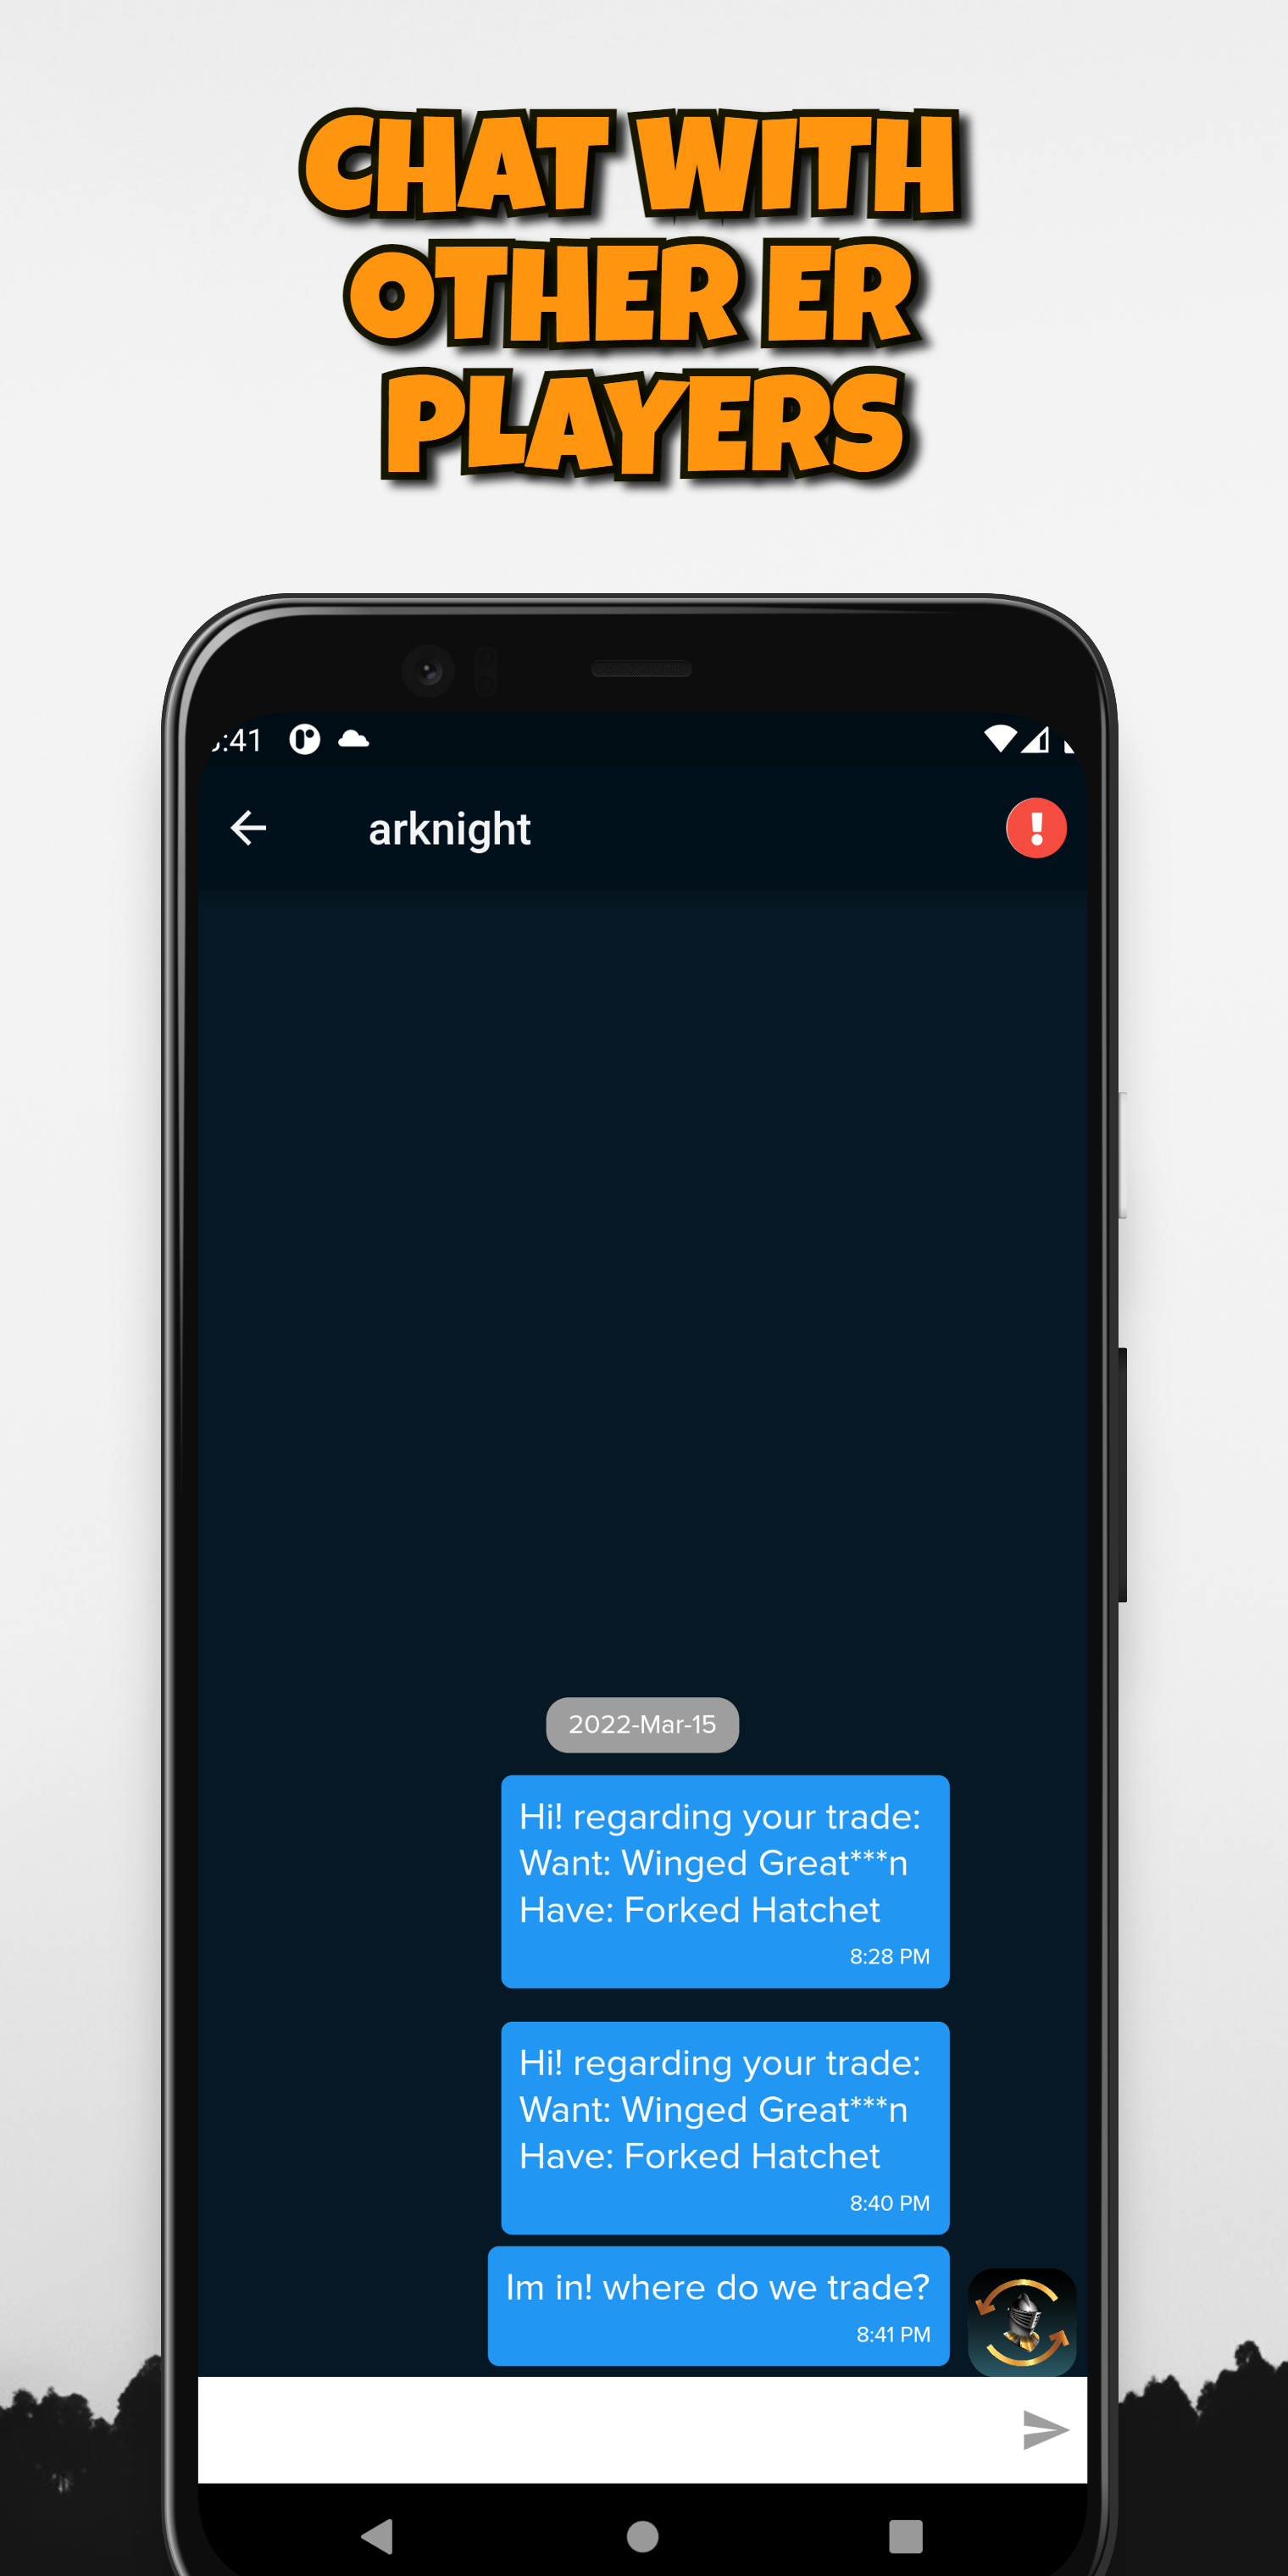 CHAT WITH
OTHER ER
PLAYERS
:41
arknight
2022-Mar-15
Hi! regarding your trade:
Want: Winged Great***n
Have: Forked Hatchet
8:28 PM
Hi! regarding your trade:
Want: Winged Great***n
Have: Forked Hatchet
8:40 PM
Im in! where do we trade?
8:41 PM